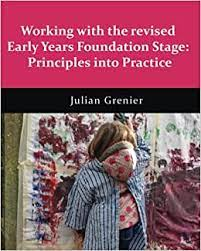 Working with the revised
Early Years Foundation Stage:
Principles into Practice
Julian Grenier